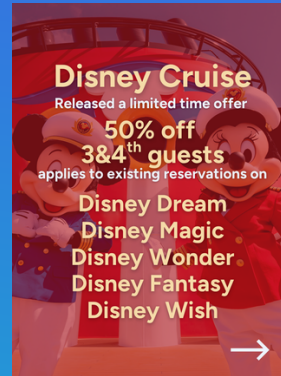 Disney Cruise
Released a limited time offer
50% off
3&4th guests
applies to existing reservations on
Disney Dream
Disney Magic
Disney Wonder
Disney Fantasy
Disney Wish